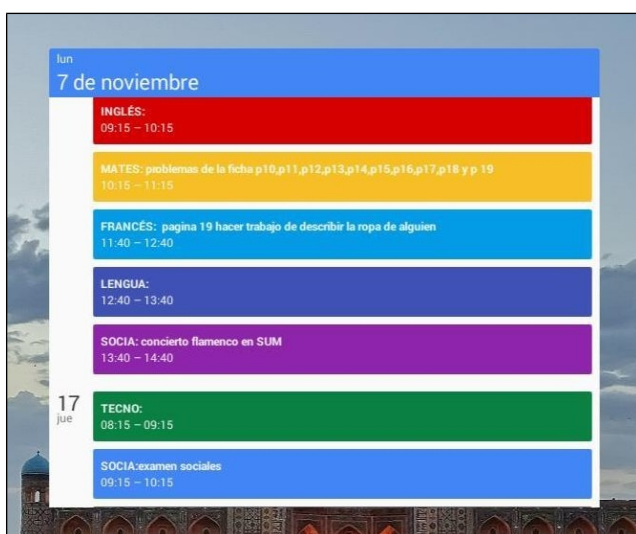 lun
7 de noviembre
INGLÉS:
09:15 – 10:15
MATES: problemas de la ficha p10,p11,p12,p13,p14,p15,p16,p17,p18 y p 19
10:15 – 11:15
FRANCÉS: pagina 19 hacer trabajo de describir la ropa de alguien
11:40 – 12:40
LENGUA:
12:40 – 13:40
SOCIA: concierto flamenco en SUM
13:40 – 14:40
17
jue
TECNO:
08:15 – 09:15
SOCIA:examen sociales
09:15 – 10:15